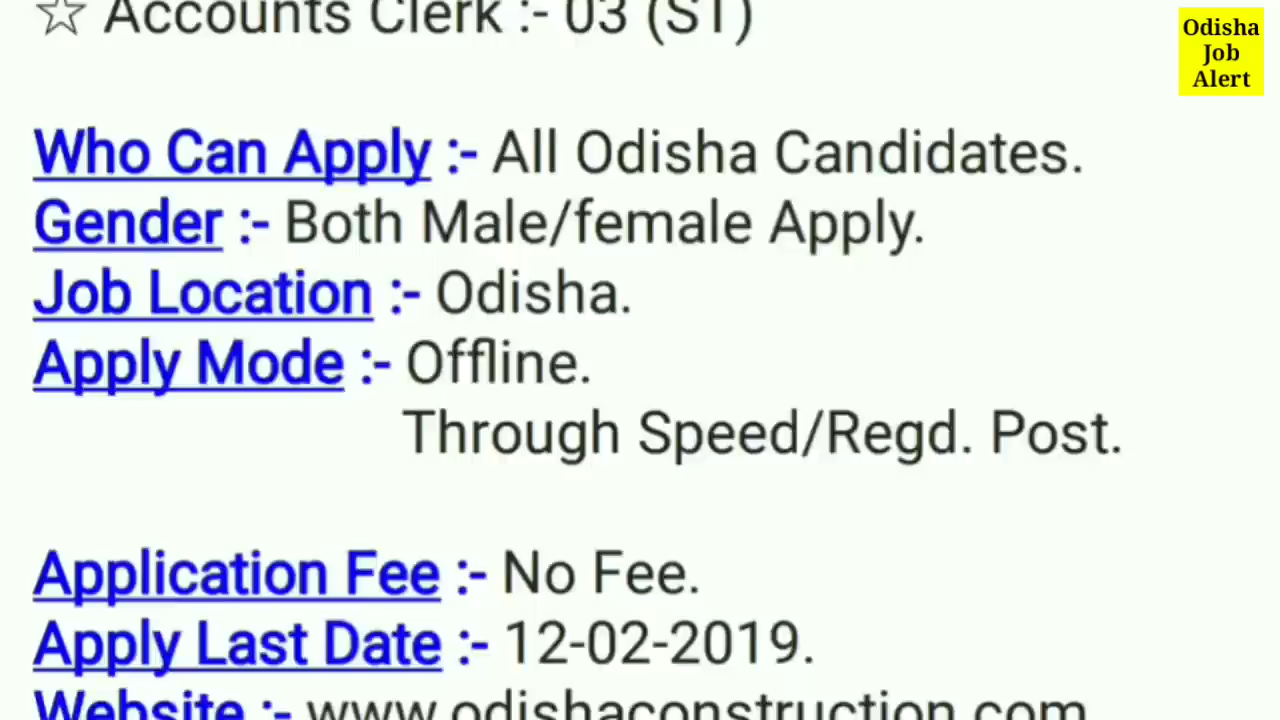 ☆ Accounts Clerk :- 03 (ST)
Odisha
Job
Alert
Who Can Apply :- All Odisha Candidates.
Gender :- Both Male/female Apply.
Job Location :- Odisha.
Apply Mode :- Offline.
Through Speed/Regd. Post.
Application Fee :- No Fee.
Apply Last Date :- 12-02-2019.
Website :- www.odishaconstruction.com